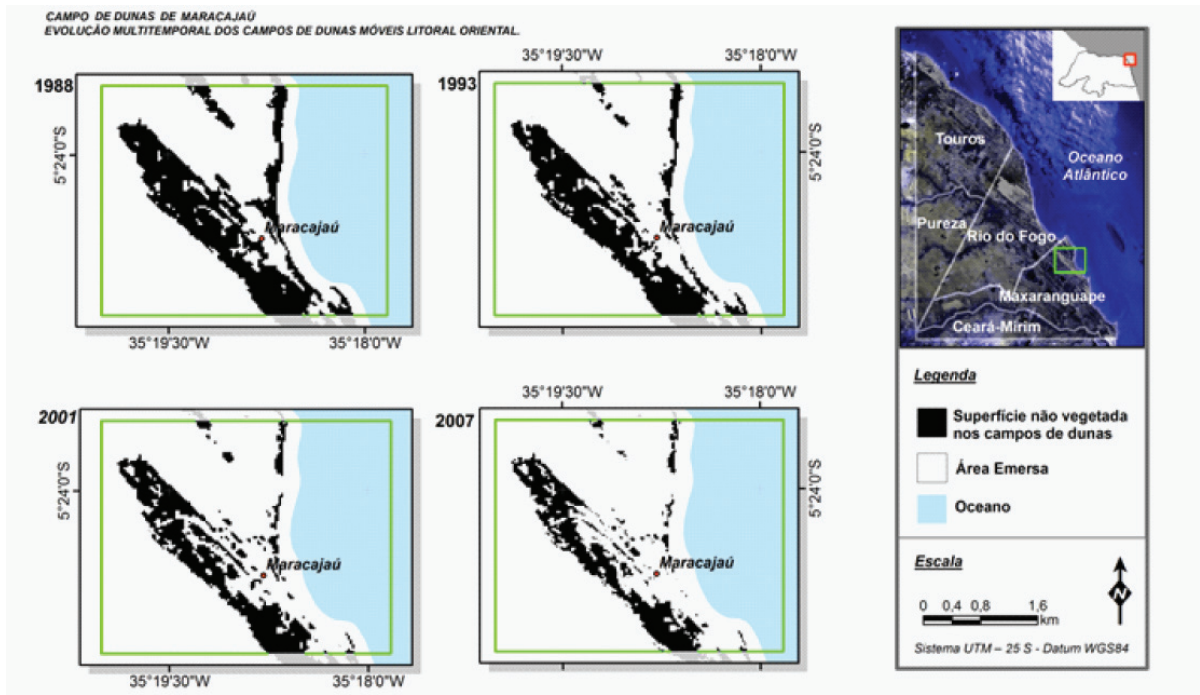 CAMPO DE DUNAS DE MARACAJAÚ
EVOLUÇÃO MULTITEMPORAL DOS CAMPOS DE DUNAS MÓVEIS LITORAL ORIENTAL.
1988
5°24'0"S
Maracajaú
35°19'30"W 35°18'0"W
35°19'30"W 35°18'0"W
1993
5°24'0"S
Maracajaú
2001
5°24'0"S
Maracajaú
35°19'30"W 35°18'0"W
35°19'30"W 35°18'0"W
2007
5°24'0"S
Maracajaú
Touros
Oceano
Atlântico
Pureza
Rio do Fogo
Maxaranguape
Ceará-Mirim
Legenda
Superfície não vegetada
nos campos de dunas
Área Emersa
Oceano
Escala
N
0 0,4 0,8 1,6
km
Sistema UTM – 25 S - Datum WGS84